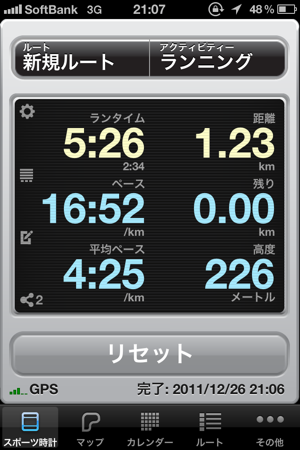 SoftBank 3G 21:07 48%
ルート アクティビティー
新規ルート ランニング
ランタイム 距離
5:26 1.23
2:34 km
ペース 残り
16:52 0.00
/km km
平均ペース 高度
4:25 226
/km メートル
2
リセット
GPS 完了: 2011/12/26 21:06
スポーツ時計 マップ カレンダー ルート その他